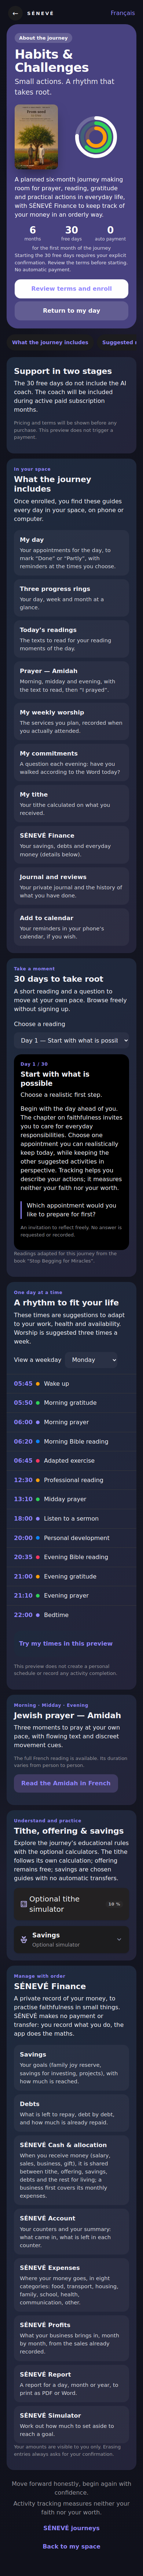 ← SÉNEVÉ
Français
About the journey
Habits &
Challenges
Small actions. A rhythm that
takes root.
A planned six-month journey making
room for prayer, reading, gratitude
and practical actions in everyday life,
with SÉNEVÉ Finance to keep track of
your money in an orderly way.
6
months
30
free days
0
auto payment
for the first month of the journey
Starting the 30 free days requires your explicit
confirmation. Review the terms before starting.
No automatic payment.
Review terms and enroll
Return to my day
What the journey includes
Suggested r
Support in two stages
The 30 free days do not include the AI
coach. The coach will be included
during active paid subscription
months.
Pricing and terms will be shown before any
purchase. This preview does not trigger a
payment.
In your space
What the journey
includes
Once enrolled, you find these guides
every day in your space, on phone or
computer.
My day
Your appointments for the day, to
mark “Done” or “Partly”, with
reminders at the times you choose.
Three progress rings
Your day, week and month at a
glance.
Today’s readings
The texts to read for your reading
moments of the day.
Prayer — Amidah
Morning, midday and evening, with
the text to read, then “I prayed”.
My weekly worship
The services you plan, recorded when
you actually attended.
My commitments
A question each evening: have you
walked according to the Word today?
My tithe
Your tithe calculated on what you
received.
SÉNEVÉ Finance
Your savings, debts and everyday
money (details below).
Journal and reviews
Your private journal and the history of
what you have done.
Add to calendar
Your reminders in your phone’s
calendar, if you wish.
Take a moment
30 days to take root
A short reading and a question to
move at your own pace. Browse freely
without signing up.
Choose a reading
Day 1 — Start with what is possib
Day 1 / 30
Start with what is
possible
Choose a realistic first step.
Begin with the day ahead of you.
The chapter on faithfulness invites
you to care for everyday
responsibilities. Choose one
appointment you can realistically
keep today, while keeping the
other suggested activities in
perspective. Tracking helps you
describe your actions; it measures
neither your faith nor your worth.
Which appointment would you
like to prepare for first?
An invitation to reflect freely. No answer is
requested or recorded.
Readings adapted for this journey from the
book “Stop Begging for Miracles”.
One day at a time
A rhythm to fit your life
These times are suggestions to adapt
to your work, health and availability.
Worship is suggested three times a
week.
View a weekday
Monday
05:45 Wake up
05:50 Morning gratitude
06:00 Morning prayer
06:20 Morning Bible reading
06:45 Adapted exercise
12:30 Professional reading
13:10 Midday prayer
18:00 Listen to a sermon
20:00 Personal development
20:35 Evening Bible reading
21:00 Evening gratitude
21:10 Evening prayer
22:00 Bedtime
Try my times in this preview
This preview does not create a personal
schedule or record any activity completion.
Morning · Midday · Evening
Jewish prayer — Amidah
Three moments to pray at your own
pace, with flowing text and discreet
movement cues.
The full French reading is available. Its duration
varies from person to person.
Read the Amidah in French
Understand and practice
Tithe, offering & savings
Explore the journey’s educational rules
with the optional calculators. The tithe
follows its own calculation; offering
remains free; savings are chosen
guides with no automatic transfers.
Optional tithe
simulator
10 %
Savings
Optional simulator
Manage with order
SÉNEVÉ Finance
A private record of your money, to
practise faithfulness in small things.
SÉNEVÉ makes no payment or
transfer: you record what you do, the
app does the maths.
Savings
Your goals (family joy reserve,
savings for investing, projects), with
how much is reached.
Debts
What is left to repay, debt by debt,
and how much is already repaid.
SÉNEVÉ Cash & allocation
When you receive money (salary,
sales, business, gift), it is shared
between tithe, offering, savings,
debts and the rest for living; a
business first covers its monthly
expenses.
SÉNEVÉ Account
Your counters and your summary:
what came in, what is left in each
counter.
SÉNEVÉ Expenses
Where your money goes, in eight
categories: food, transport, housing,
family, school, health,
communication, other.
SÉNEVÉ Profits
What your business brings in, month
by month, from the sales already
recorded.
SÉNEVÉ Report
A report for a day, month or year, to
print as PDF or Word.
SÉNEVÉ Simulator
Work out how much to set aside to
reach a goal.
Your amounts are visible to you only. Erasing
entries always asks for your confirmation.
Move forward honestly, begin again with
confidence.
Activity tracking measures neither your
faith nor your worth.
SÉNEVÉ journeys
Back to my space